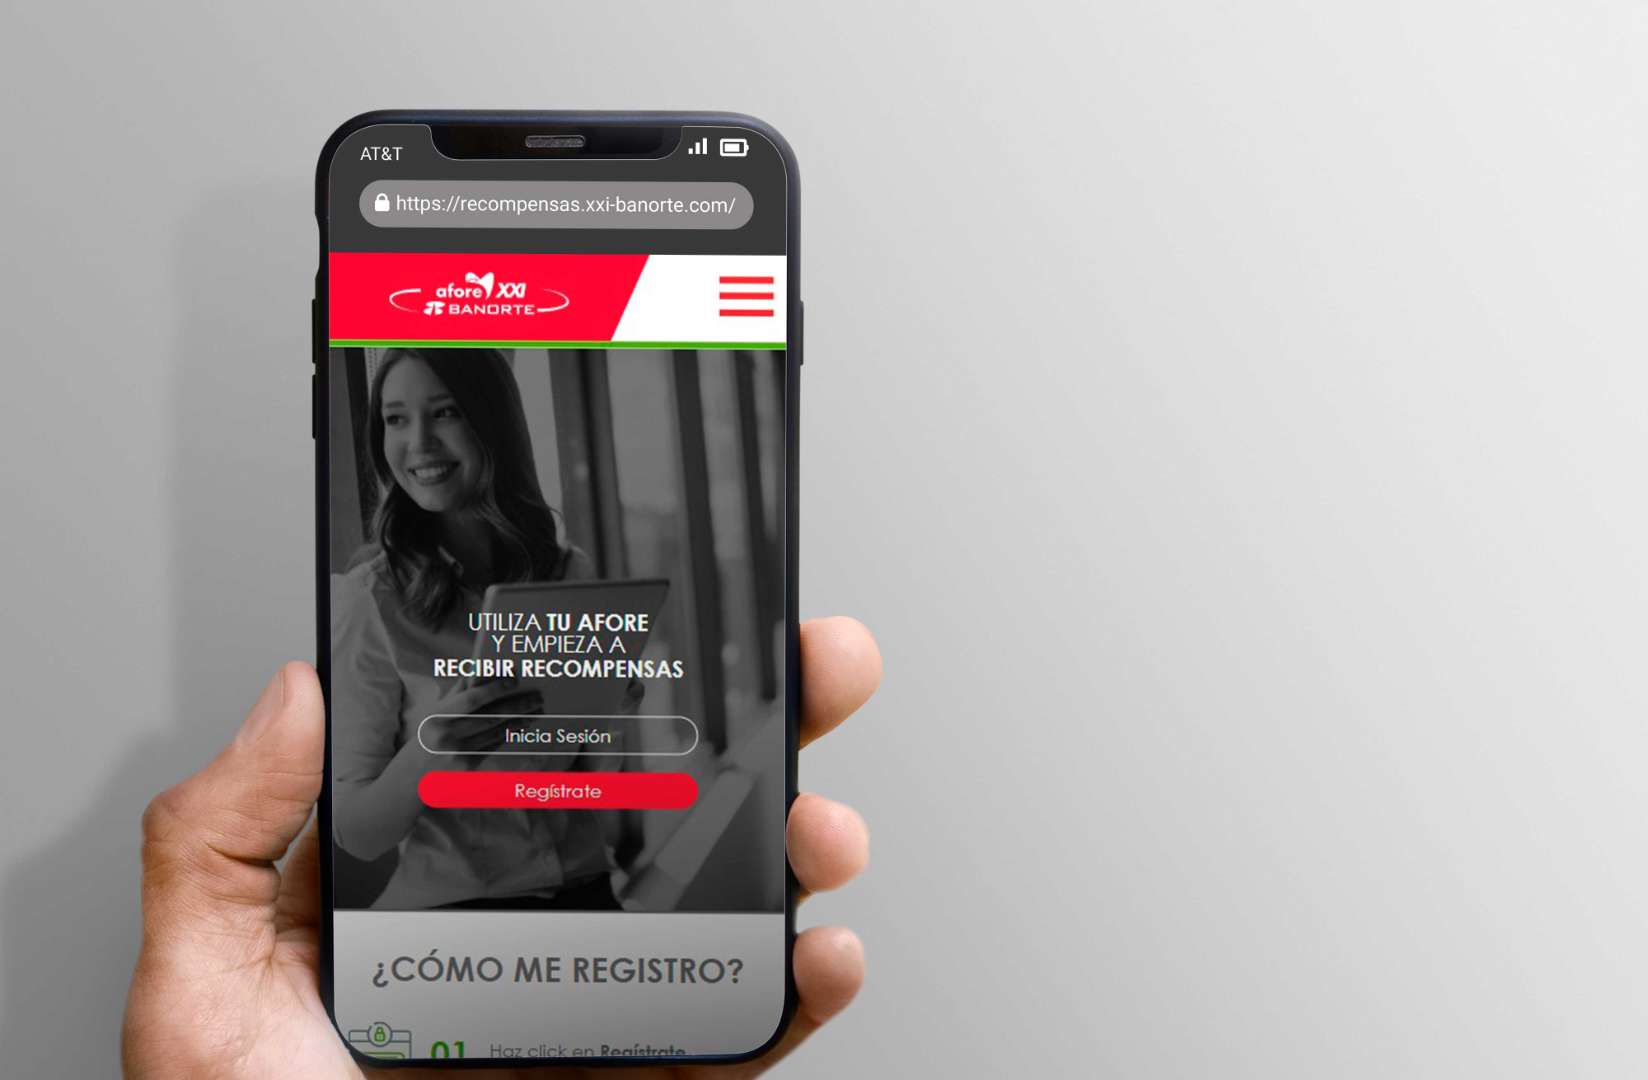 AT&T
https://recompensas.xxi-banorte.com/
afore XXI
BANORTE
UTILIZA TU AFORE
Y EMPIEZA A
RECIBIR RECOMPENSAS
Inicia Sesión
Regístrate
¿CÓMO ME REGISTRO?
01 Haz click en Regístrate